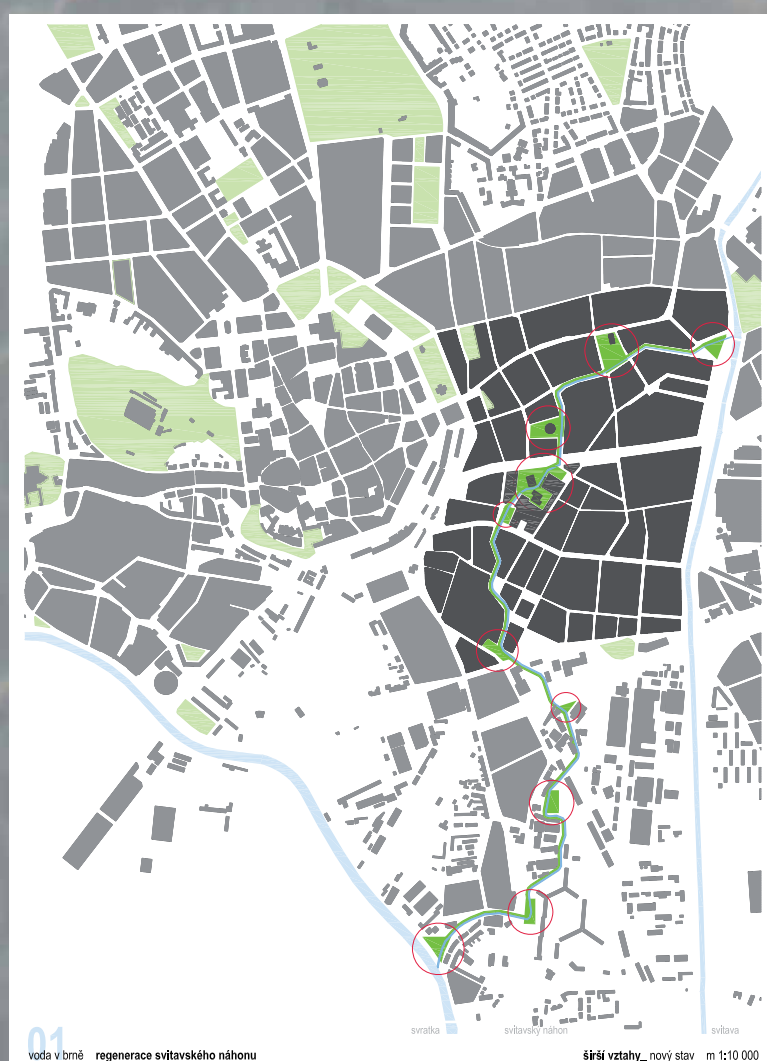 svratka svitavský náhon svitava
01
voda v brně regenerace svitavského náhonu širší vztahy_ nový stav m 1:10 000